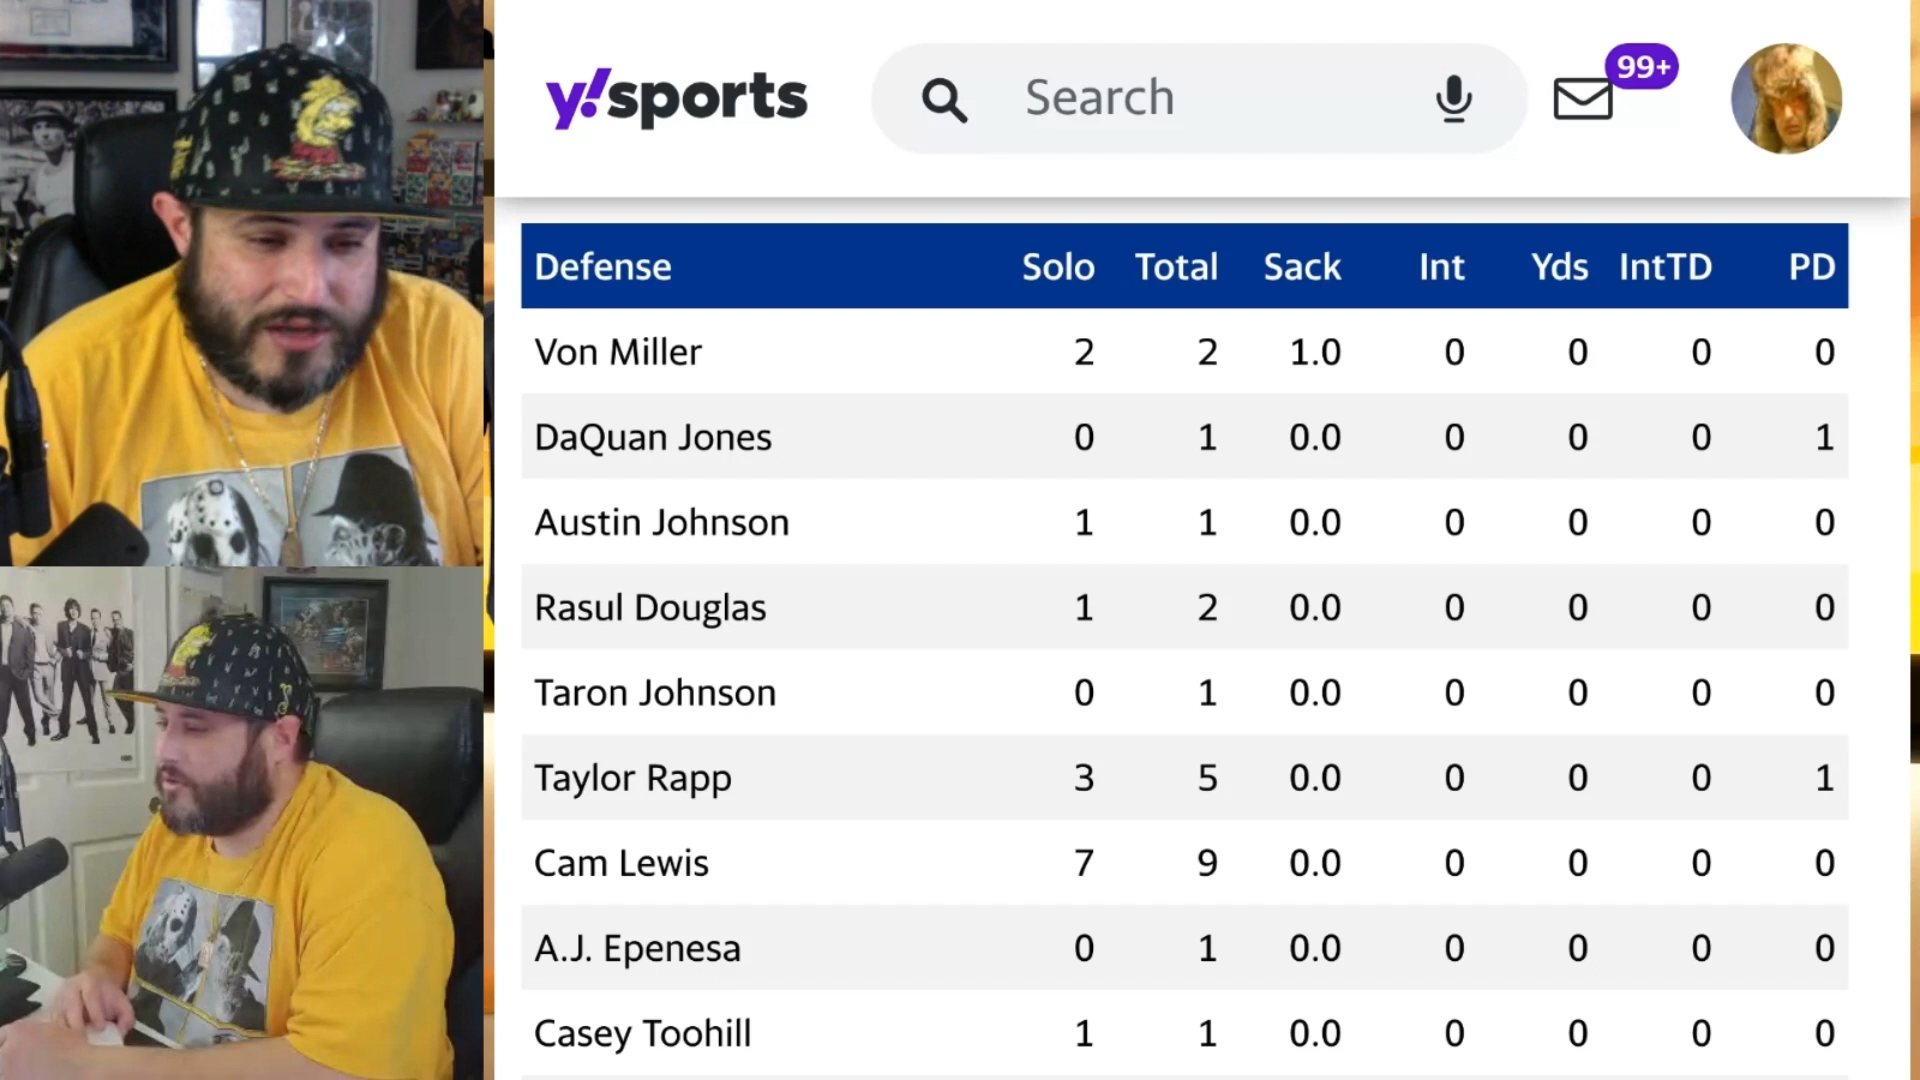 y!sports
Search
99+
Defense Solo Total Sack Int Yds IntTD PD
Von Miller 2 2 1.0 0 0 0 0
DaQuan Jones 0 1 0.0 0 0 0 1
Austin Johnson 1 1 0.0 0 0 0 0
Rasul Douglas 1 2 0.0 0 0 0 0
Taron Johnson 0 1 0.0 0 0 0 0
Taylor Rapp 3 5 0.0 0 0 0 1
Cam Lewis 7 9 0.0 0 0 0 0
A.J. Epenesa 0 1 0.0 0 0 0 0
Casey Toohill 1 1 0.0 0 0 0 0